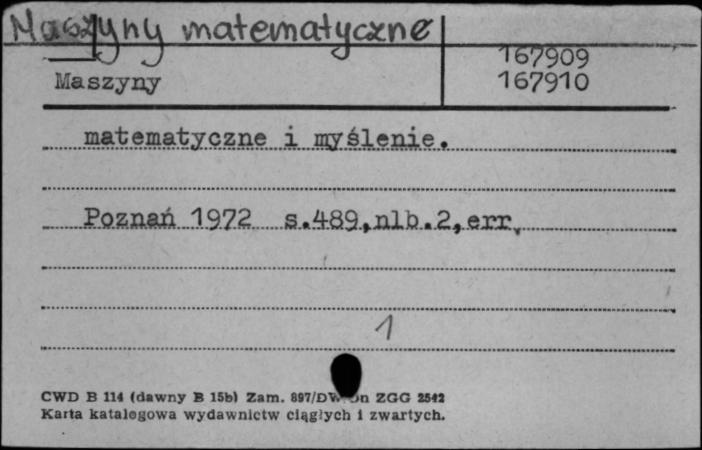 Maszyny matematyczne
167909
Maszyny 167910
matematyczne i myślenie.
Poznań 1972 s.489,nlb.2,err.
1
CWD B 114 (dawny B 15b) Zam. 897/DW ZGG 2542
Karta katalogowa wydawnictw ciągłych i zwartych.